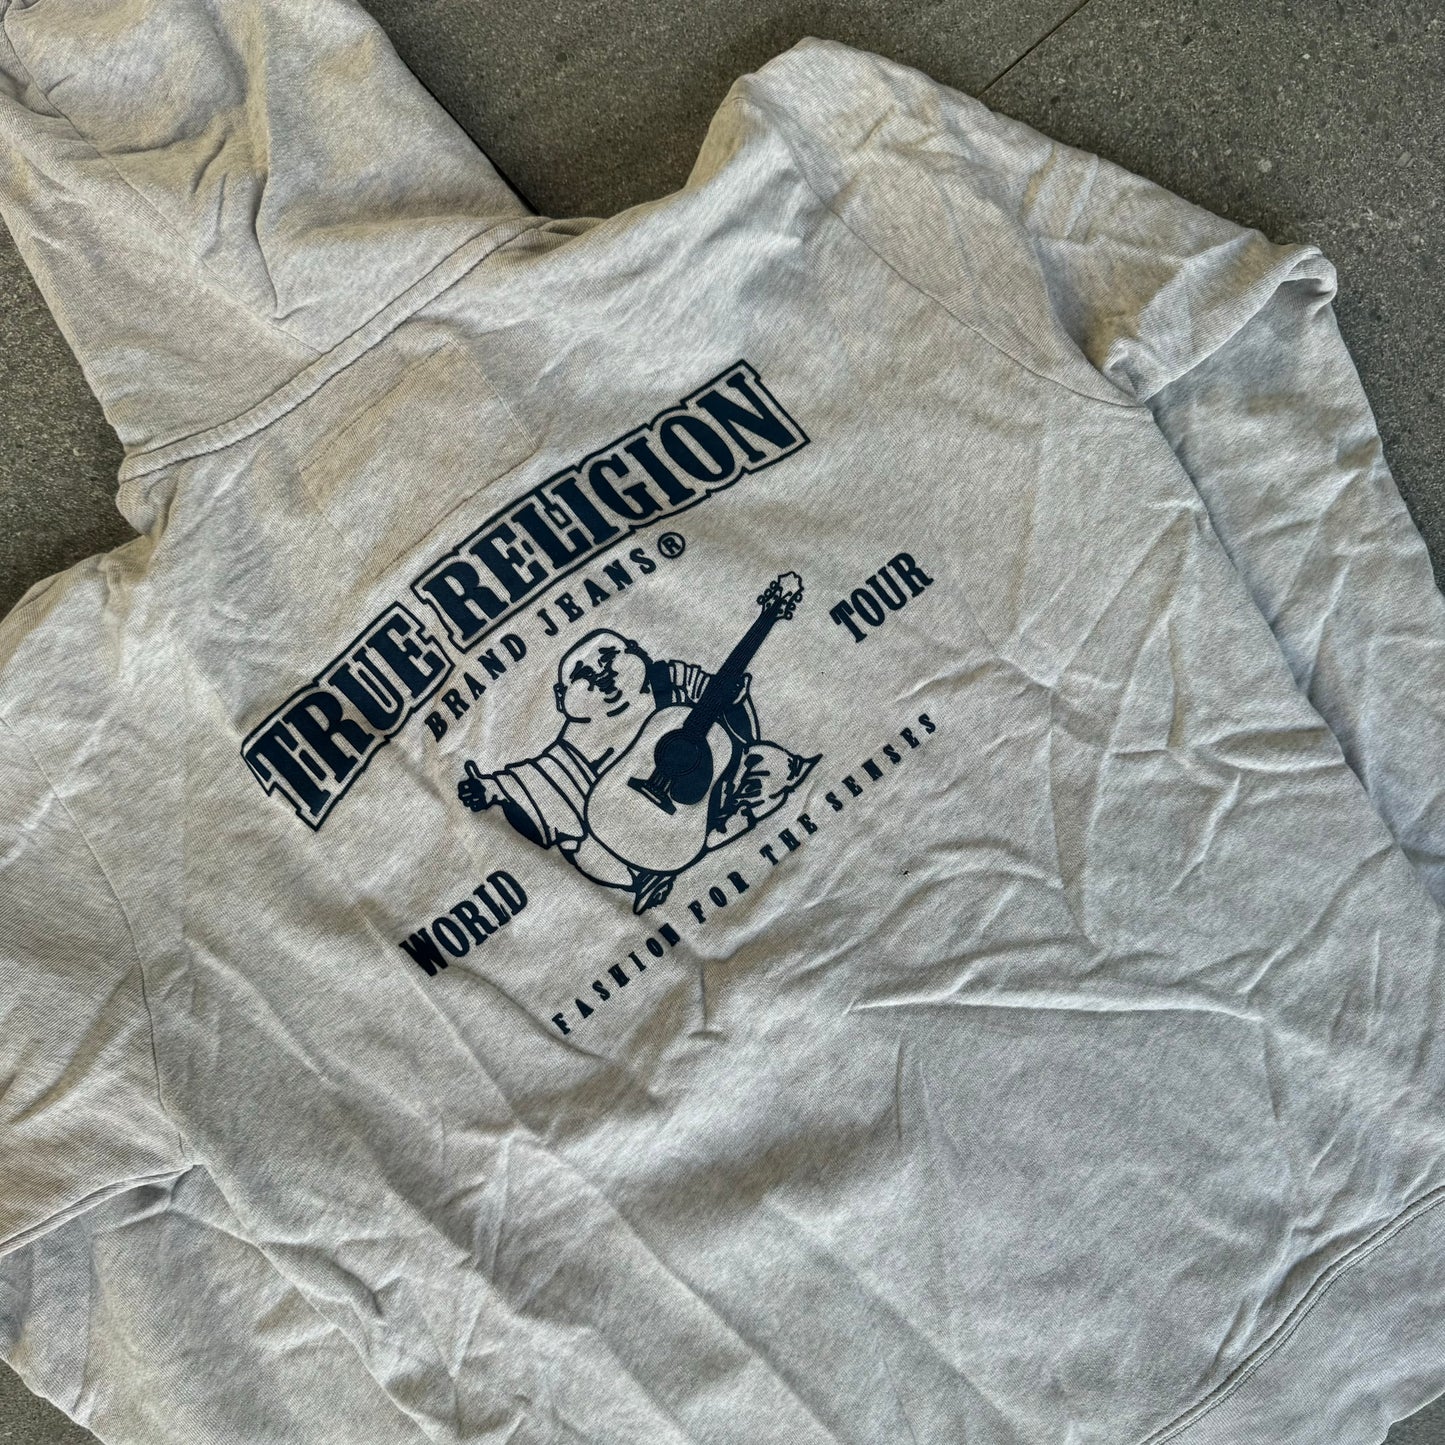 TRUE RELIGION
BRAND JEANS®
WORLD TOUR
FASHION FOR THE SENSES